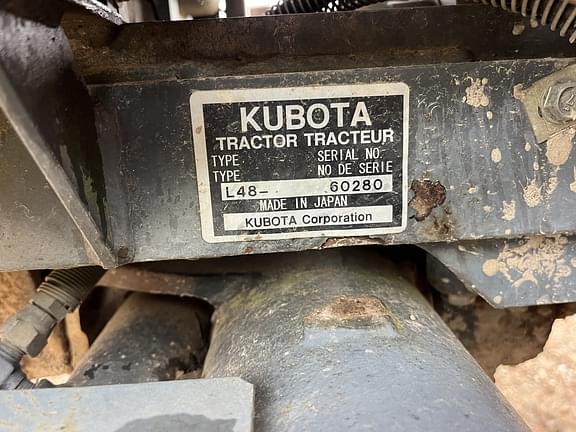 KUBOTA
TRACTOR TRACTEUR
TYPE SERIAL NO.
TYPE NO DE SERIE
L48- 60280
MADE IN JAPAN
KUBOTA Corporation